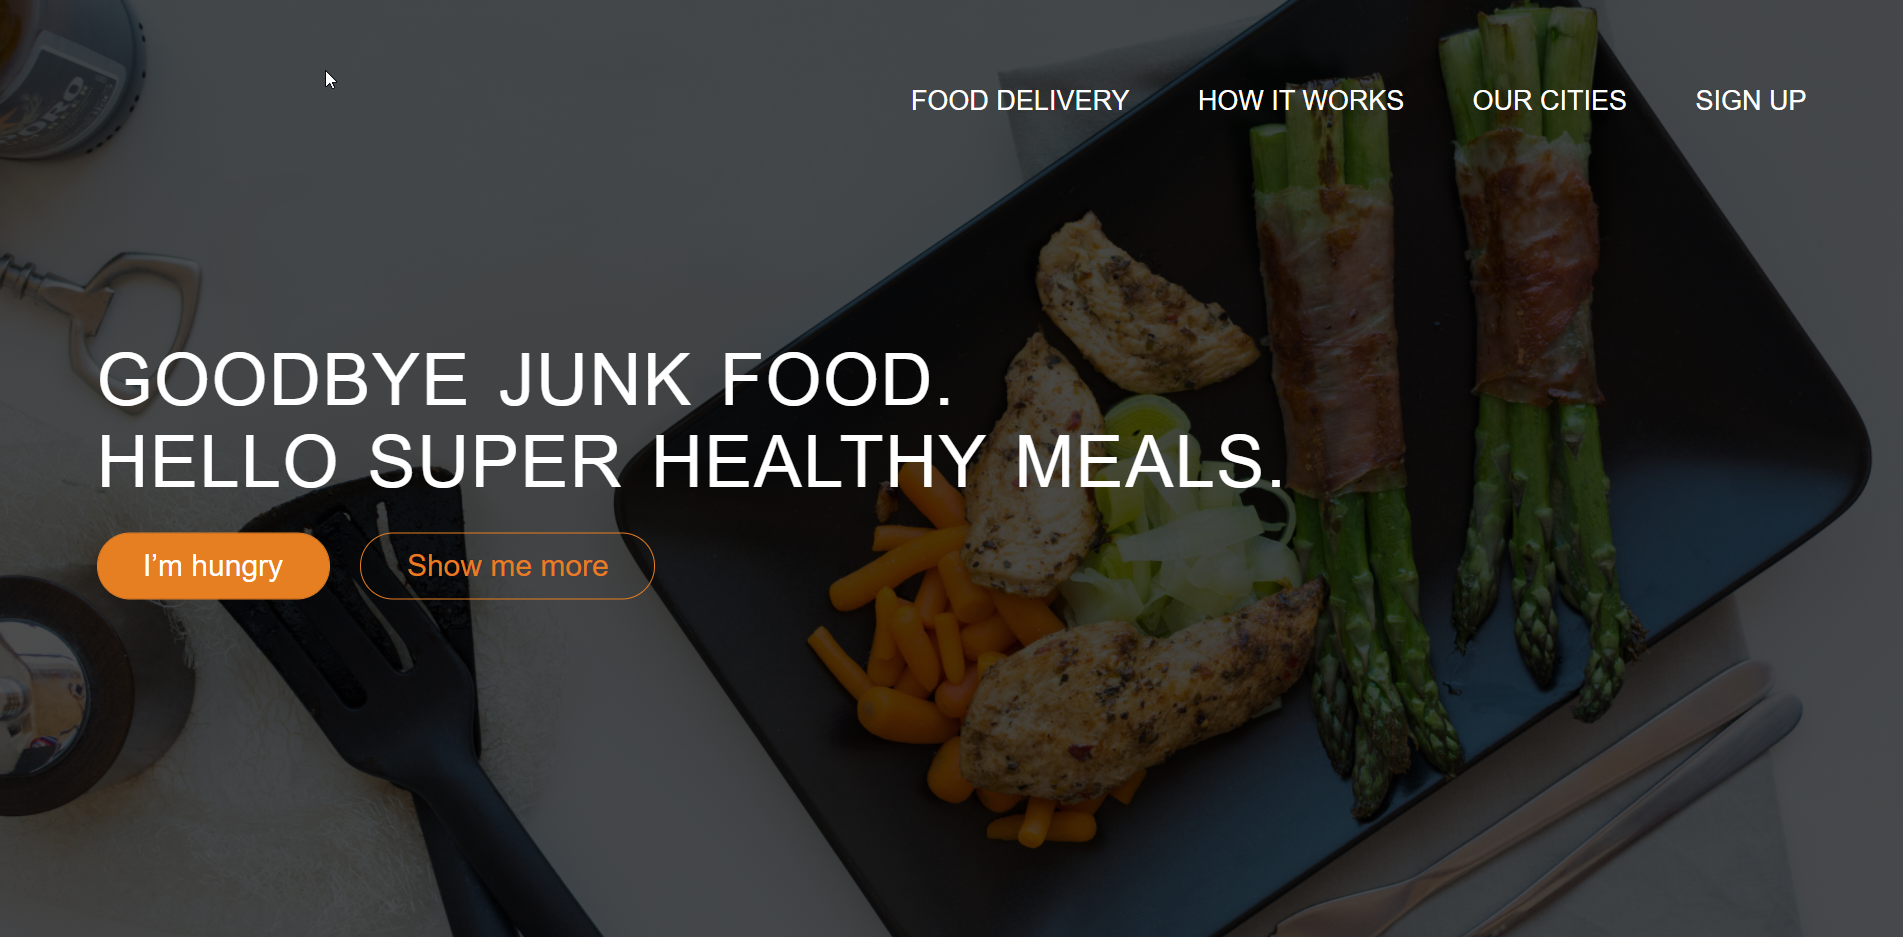 FOOD DELIVERY HOW IT WORKS OUR CITIES SIGN UP
GOODBYE JUNK FOOD.
HELLO SUPER HEALTHY MEALS.
I’m hungry Show me more